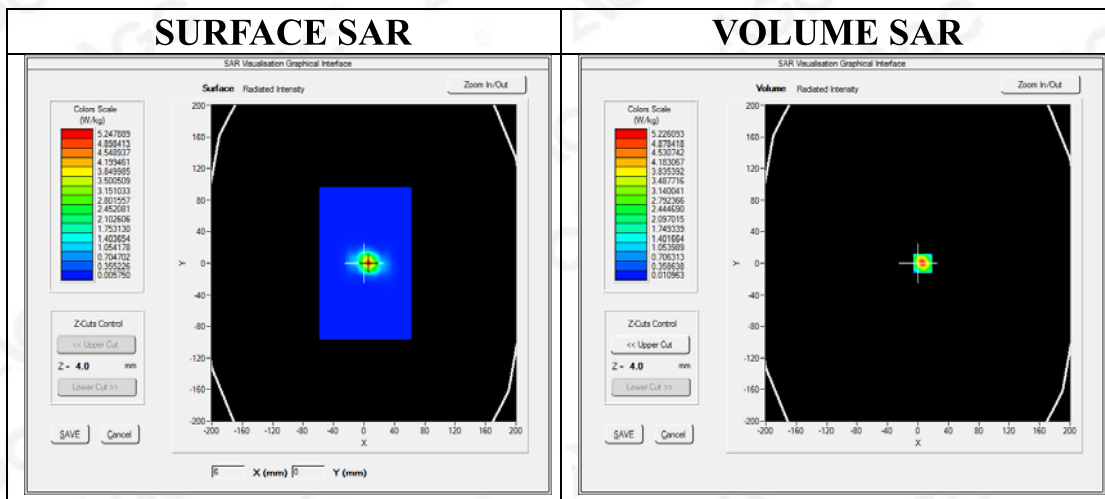 SURFACE SAR
VOLUME SAR
SAR Visualisation Graphical Interface
Surface Radiated Intensity
Zoom In/Out
Colors Scale
(W/kg)
5.247889
4.898413
4.548937
4.199461
3.849985
3.500509
3.151033
2.801557
2.452081
2.102606
1.753130
1.403654
1.054178
0.704702
0.355226
0.005750
200
160
120
80
40
0
-40
-80
-120
-160
-200
Y
-200 -160 -120 -80 -40 0 40 80 120 160 200
X
Z-Cuts Control
<< Upper Cut
Z - 4.0 mm
Lower Cut >>
SAVE Cancel
6 X (mm) 0 Y (mm)
SAR Visualisation Graphical Interface
Volume Radiated Intensity
Zoom In/Out
Colors Scale
(W/kg)
5.226093
4.878418
4.530742
4.183067
3.835392
3.487716
3.140041
2.792366
2.444690
2.097015
1.749339
1.401664
1.053989
0.706313
0.358638
0.010963
200
160
120
80
40
0
-40
-80
-120
-160
-200
Y
-200 -160 -120 -80 -40 0 40 80 120 160 200
X
Z-Cuts Control
<< Upper Cut
Z - 4.0 mm
Lower Cut >>
SAVE Cancel